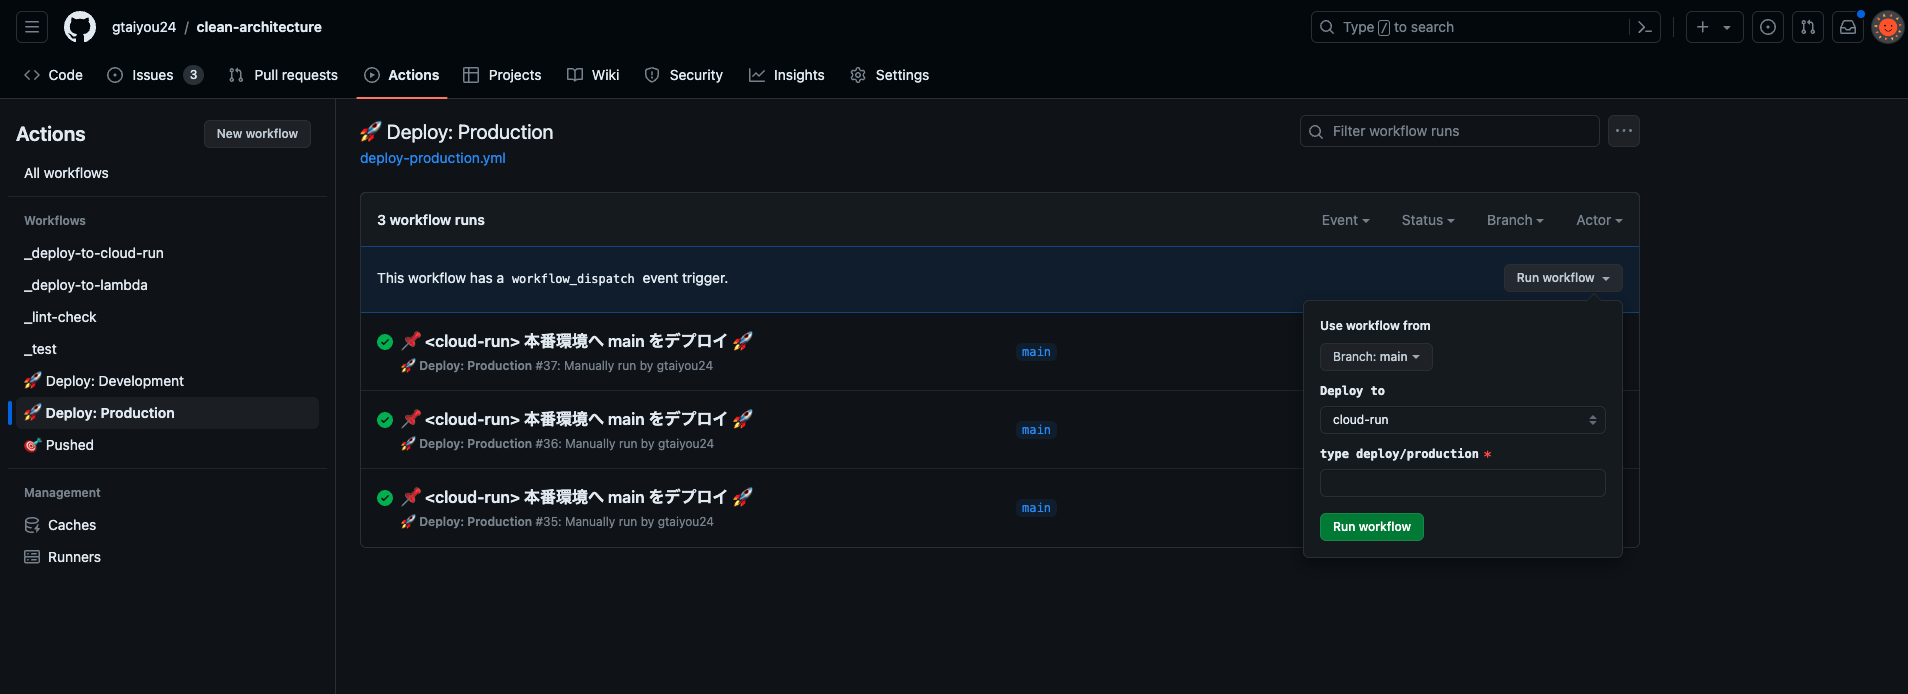 gtaiyou24 / clean-architecture
Type / to search
Code
Issues 3
Pull requests
Actions
Projects
Wiki
Security
Insights
Settings
Actions
New workflow
All workflows
Workflows
_deploy-to-cloud-run
_deploy-to-lambda
_lint-check
_test
🚀 Deploy: Development
🚀 Deploy: Production
🎯 Pushed
Management
Caches
Runners
🚀 Deploy: Production
deploy-production.yml
Filter workflow runs
3 workflow runs
Event
Status
Branch
Actor
This workflow has a workflow_dispatch event trigger.
Run workflow
📌 <cloud-run> 本番環境へ main をデプロイ 🚀
🚀 Deploy: Production #37: Manually run by gtaiyou24
main
📌 <cloud-run> 本番環境へ main をデプロイ 🚀
🚀 Deploy: Production #36: Manually run by gtaiyou24
main
📌 <cloud-run> 本番環境へ main をデプロイ 🚀
🚀 Deploy: Production #35: Manually run by gtaiyou24
main
Use workflow from
Branch: main
Deploy to
cloud-run
type deploy/production *
Run workflow